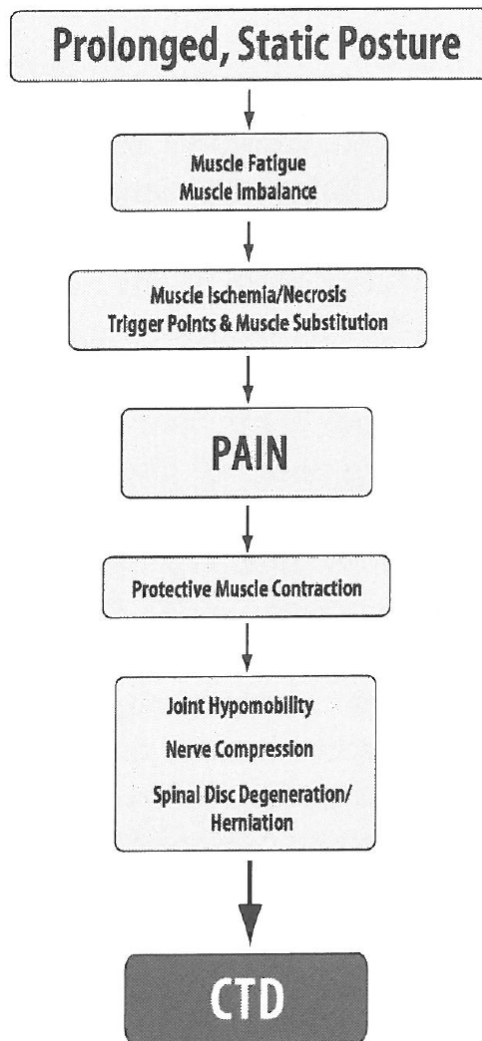 Prolonged, Static Posture
Muscle Fatigue
Muscle Imbalance
Muscle Ischemia/Necrosis
Trigger Points & Muscle Substitution
PAIN
Protective Muscle Contraction
Joint Hypomobility
Nerve Compression
Spinal Disc Degeneration/
Herniation
CTD